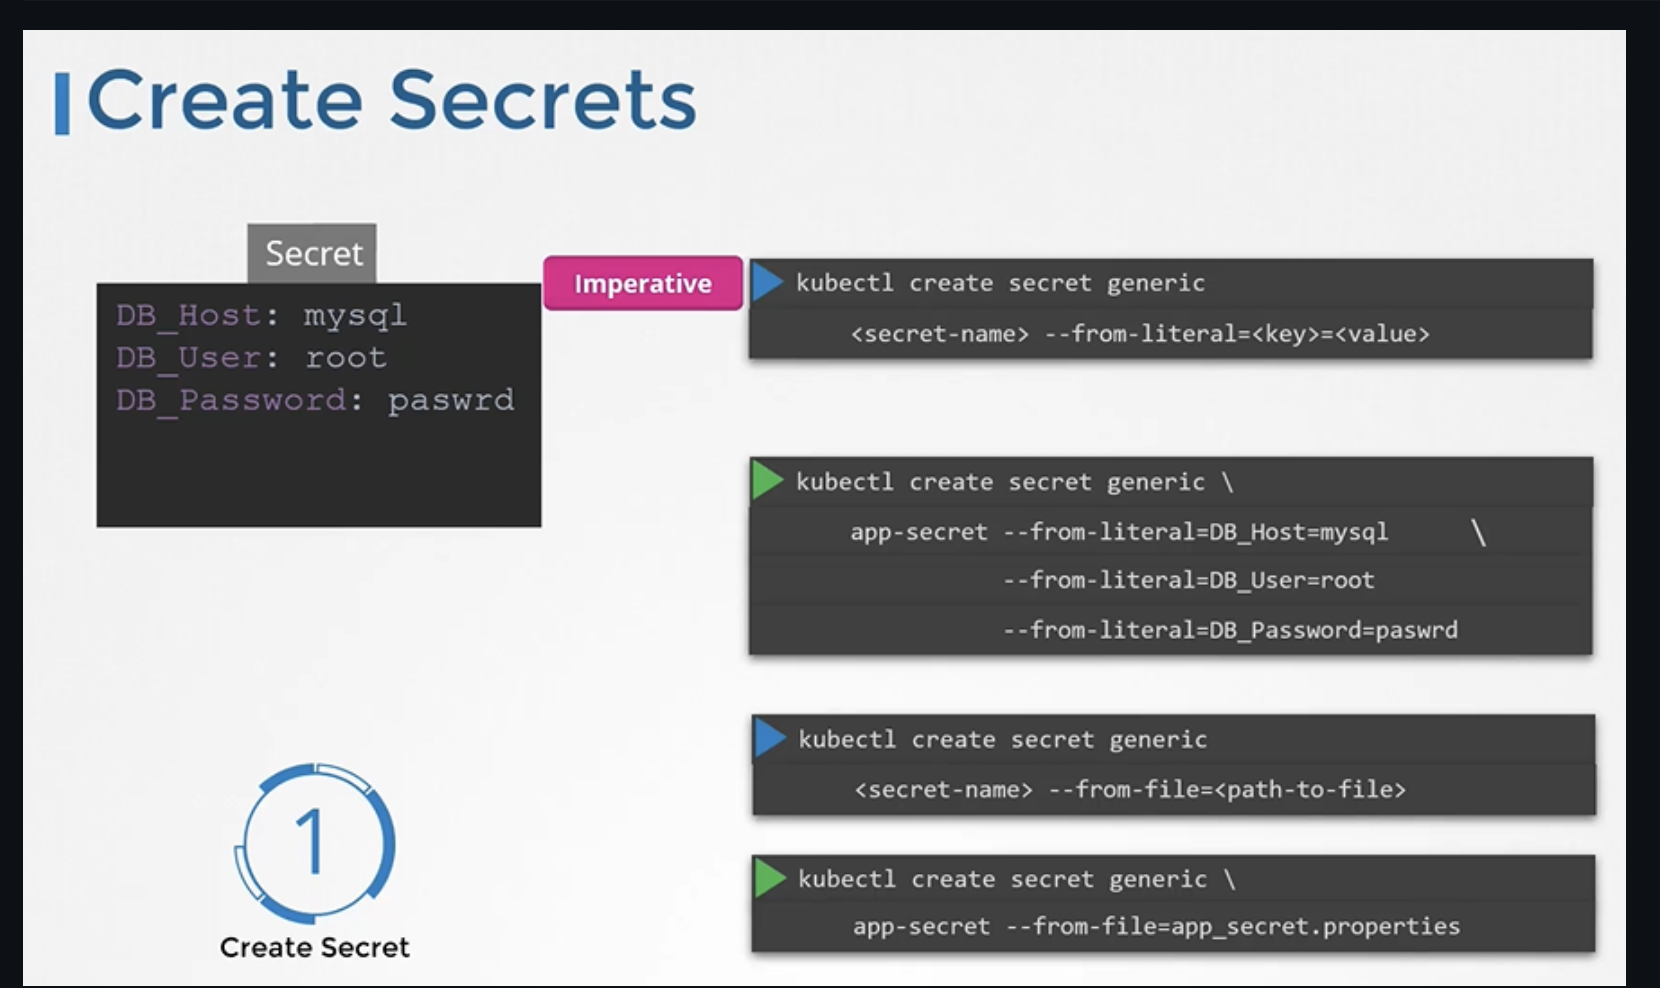 Create Secrets
Secret
DB_Host: mysql
DB_User: root
DB_Password: paswrd
Imperative
kubectl create secret generic
<secret-name> --from-literal=<key>=<value>
kubectl create secret generic \
app-secret --from-literal=DB_Host=mysql \
--from-literal=DB_User=root
--from-literal=DB_Password=paswrd
kubectl create secret generic
<secret-name> --from-file=<path-to-file>
kubectl create secret generic \
app-secret --from-file=app_secret.properties
1
Create Secret